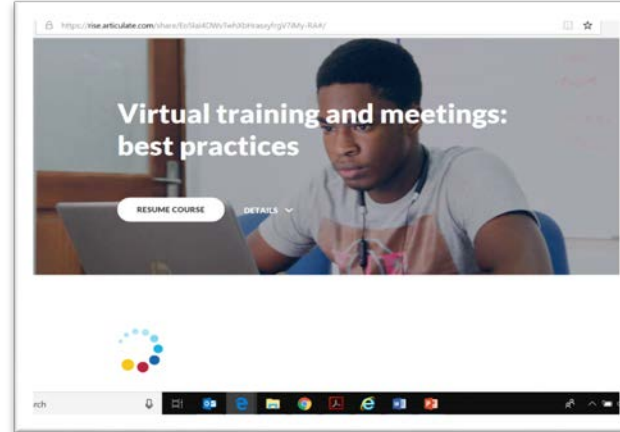 Virtual training and meetings:
best practices
RESUME COURSE
DETAILS
rch